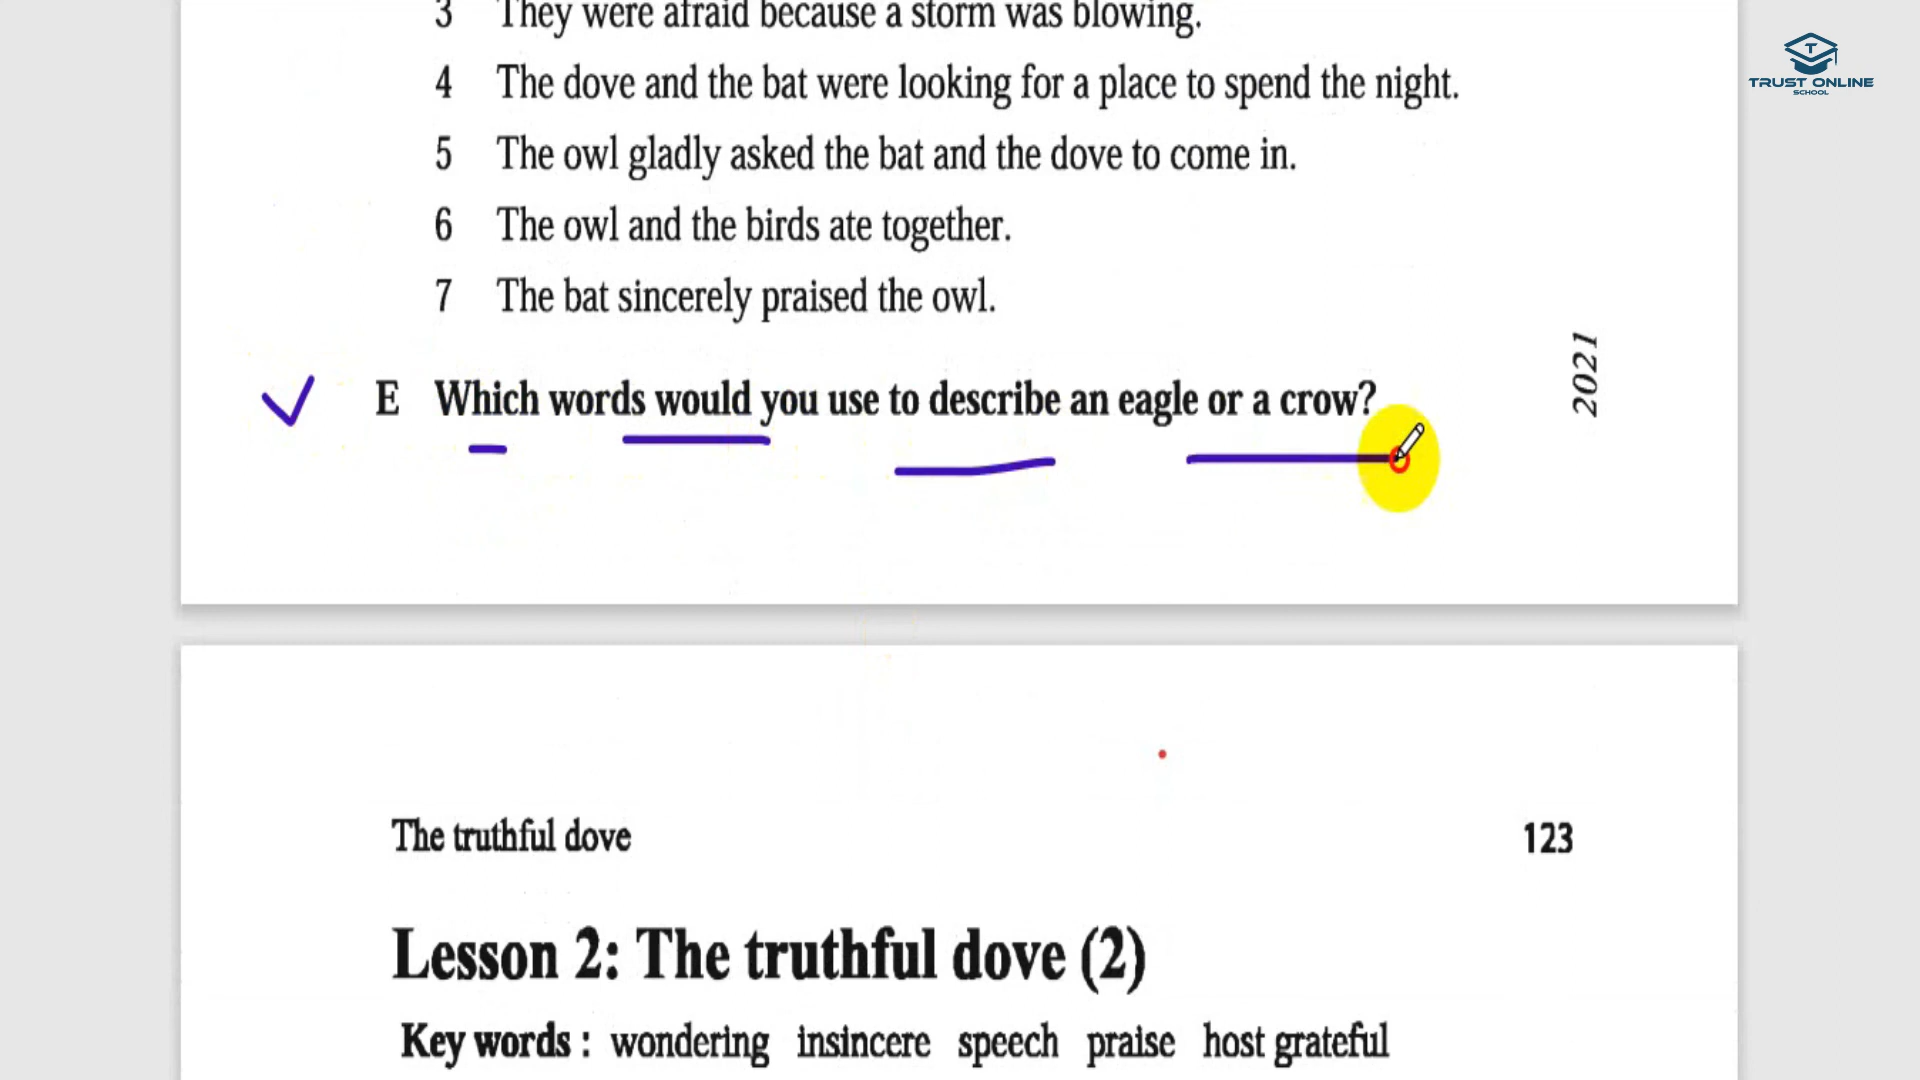 3 They were afraid because a storm was blowing.
TRUST ONLINE
SCHOOL
4 The dove and the bat were looking for a place to spend the night.
5 The owl gladly asked the bat and the dove to come in.
6 The owl and the birds ate together.
7 The bat sincerely praised the owl.
2021
E Which words would you use to describe an eagle or a crow?
The truthful dove 123
Lesson 2: The truthful dove (2)
Key words : wondering insincere speech praise host grateful